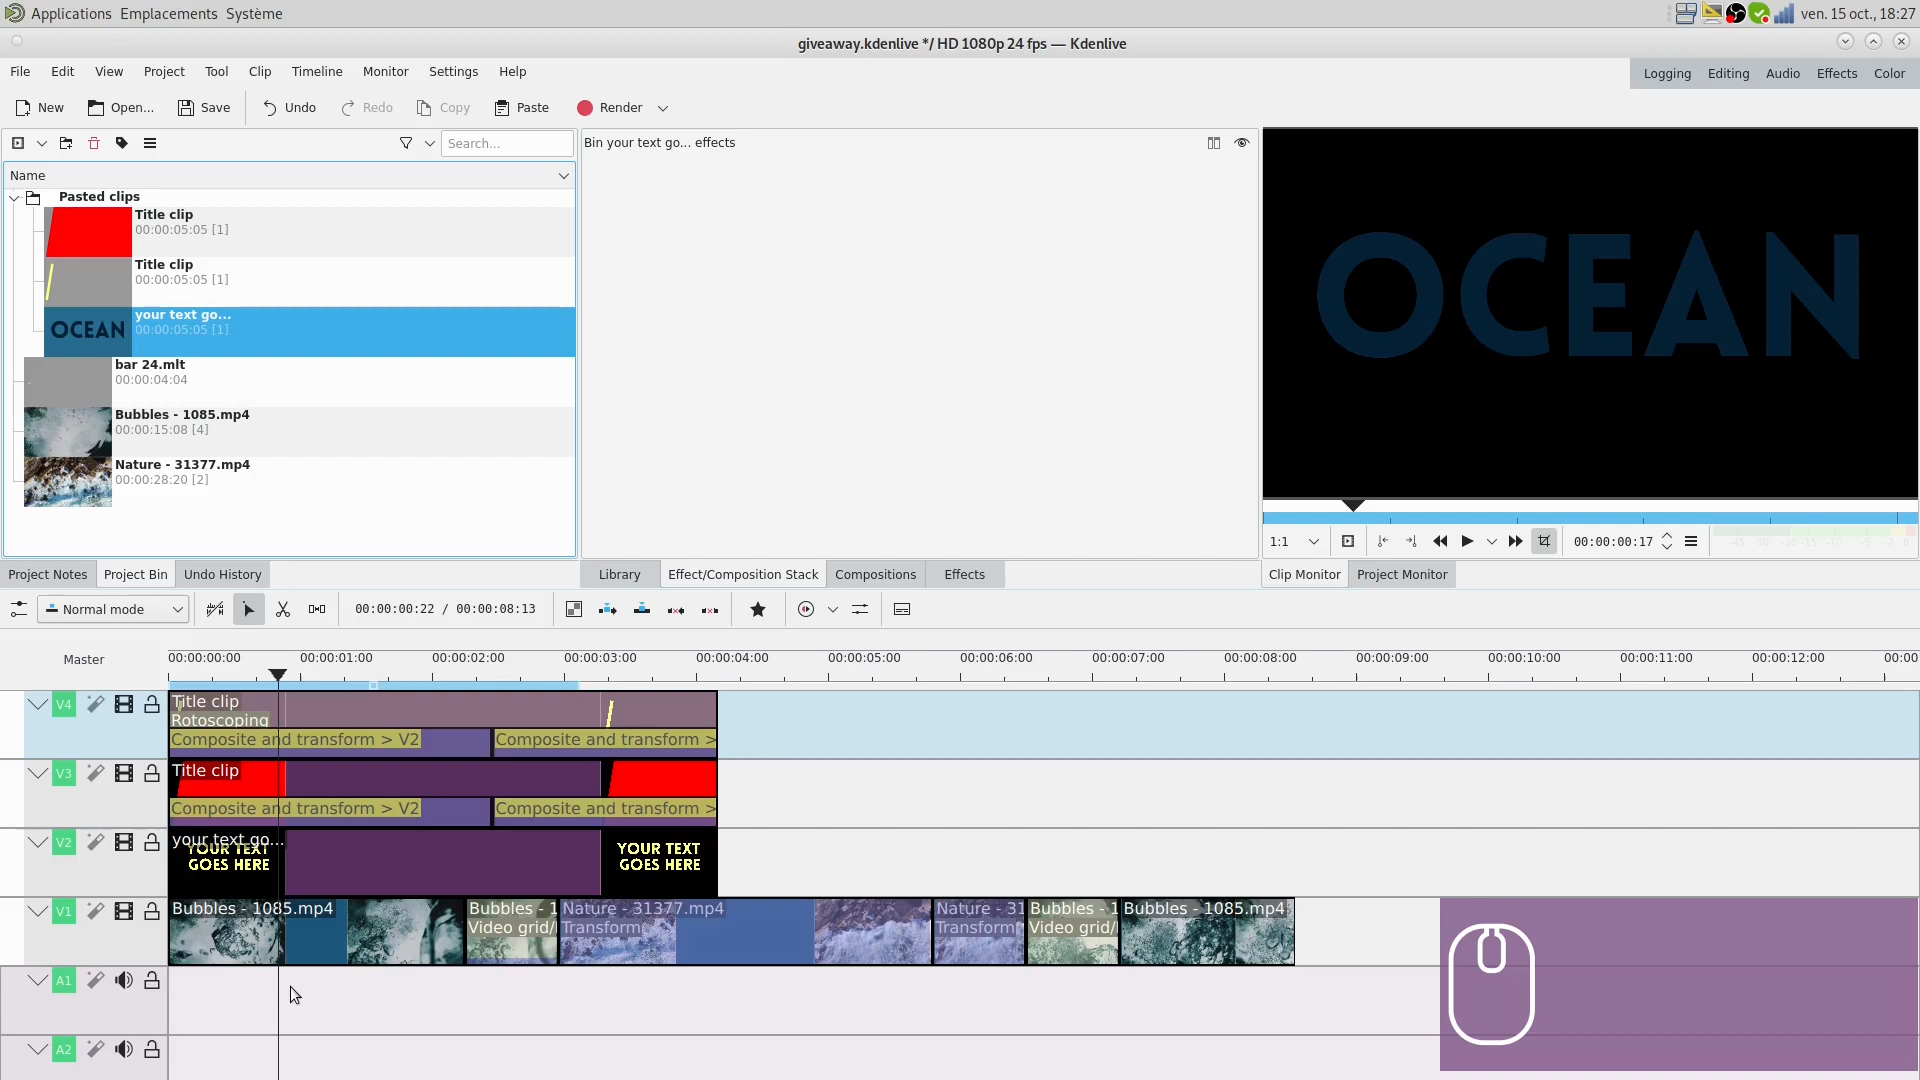 Applications Emplacements Système
ven. 15 oct., 18:27
giveaway.kdenlive */ HD 1080p 24 fps — Kdenlive
File Edit View Project Tool Clip Timeline Monitor Settings Help
Logging Editing Audio Effects Color
New Open... Save Undo Redo Copy Paste Render
Search...
Bin your text go... effects
Name
Pasted clips
Title clip
00:00:05:05 [1]
Title clip
00:00:05:05 [1]
OCEAN
your text go...
00:00:05:05 [1]
bar 24.mlt
00:00:04:04
Bubbles - 1085.mp4
00:00:15:08 [4]
Nature - 31377.mp4
00:00:28:20 [2]
OCEAN
1:1
00:00:00:17
Project Notes Project Bin Undo History
Library Effect/Composition Stack Compositions Effects
Clip Monitor Project Monitor
Normal mode
00:00:00:22 / 00:00:08:13
Master
00:00:00:00 00:00:01:00 00:00:02:00 00:00:03:00 00:00:04:00 00:00:05:00 00:00:06:00 00:00:07:00 00:00:08:00 00:00:09:00 00:00:10:00 00:00:11:00 00:00:12:00 00:00
V4
Title clip
Rotoscoping
Composite and transform > V2 Composite and transform >
V3
Title clip
Composite and transform > V2 Composite and transform >
V2
your text go...
YOUR TEXT
GOES HERE
YOUR TEXT
GOES HERE
V1
Bubbles - 1085.mp4 Bubbles - 1 Nature - 31377.mp4 Nature - 31 Bubbles - 1 Bubbles - 1085.mp4
Video grid/ Transform Transform Video grid/
A1
A2